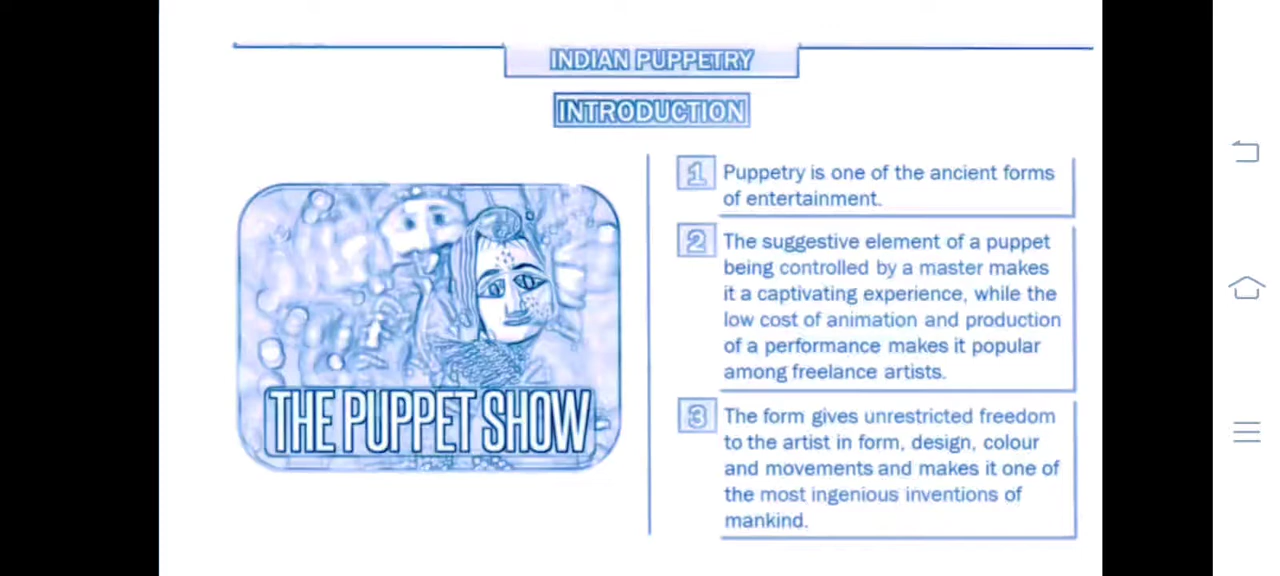 INDIAN PUPPETRY
INTRODUCTION
THE PUPPET SHOW
1 Puppetry is one of the ancient forms
of entertainment.
2 The suggestive element of a puppet
being controlled by a master makes
it a captivating experience, while the
low cost of animation and production
of a performance makes it popular
among freelance artists.
3 The form gives unrestricted freedom
to the artist in form, design, colour
and movements and makes it one of
the most ingenious inventions of
mankind.